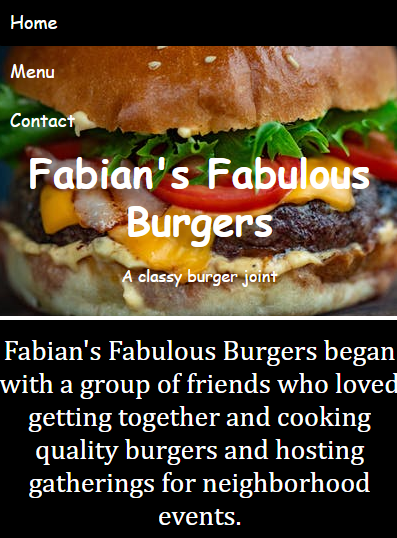 Home
Menu
Contact
Fabian's Fabulous
Burgers
A classy burger joint
Fabian's Fabulous Burgers began
with a group of friends who loved
getting together and cooking
quality burgers and hosting
gatherings for neighborhood
events.